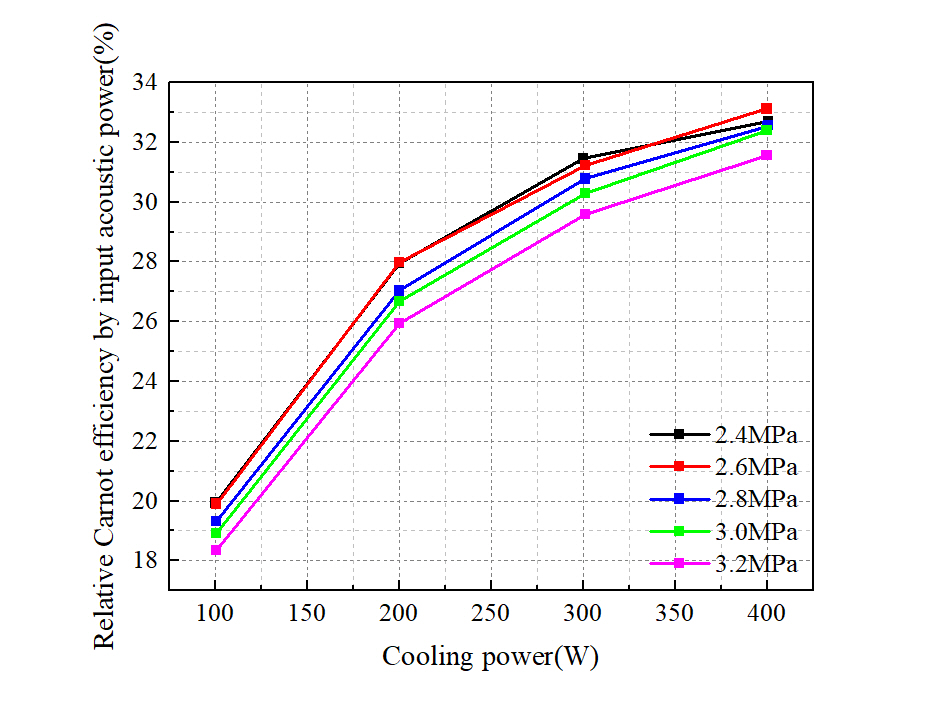 Relative Carnot efficiency by input acoustic power(%)
34
32
30
28
26
24
22
20
18
2.4MPa
2.6MPa
2.8MPa
3.0MPa
3.2MPa
100 150 200 250 300 350 400
Cooling power(W)